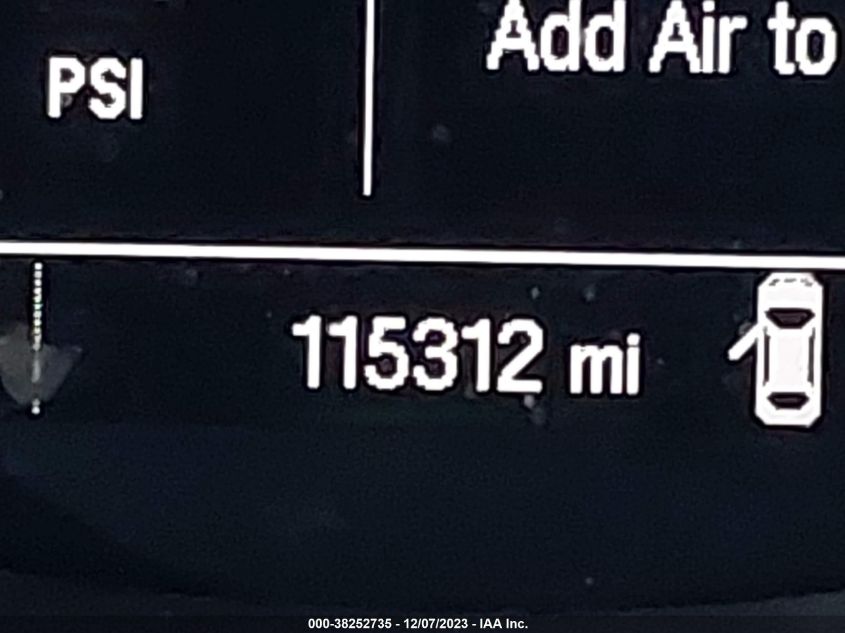 Add Air to
PSI
115312 mi
000-38252735 - 12/07/2023 - IAA Inc.